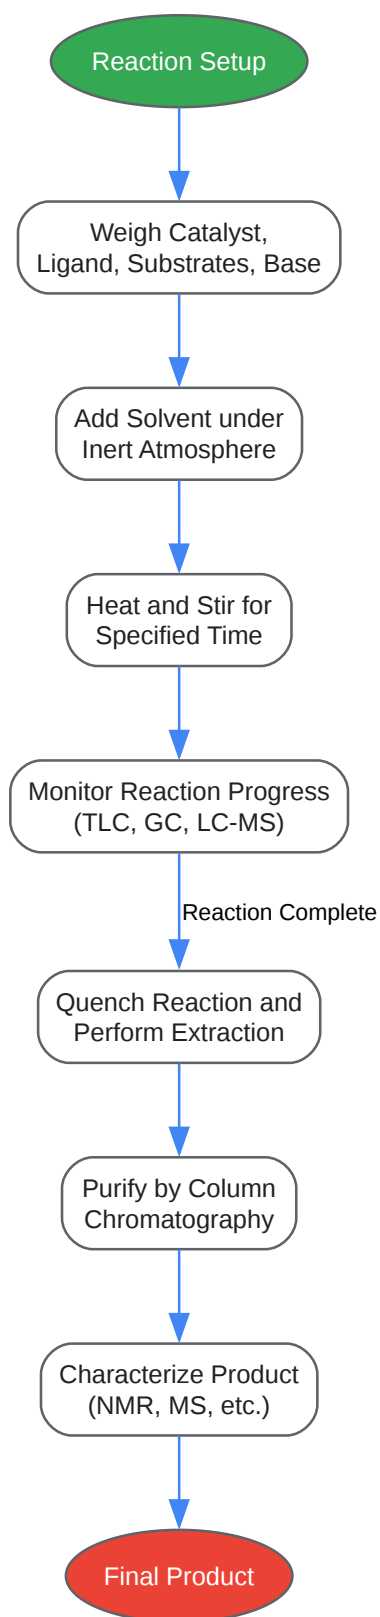 Reaction Setup
Weigh Catalyst,
Ligand, Substrates, Base
Add Solvent under
Inert Atmosphere
Heat and Stir for
Specified Time
Monitor Reaction Progress
(TLC, GC, LC-MS)
Reaction Complete
Quench Reaction and
Perform Extraction
Purify by Column
Chromatography
Characterize Product
(NMR, MS, etc.)
Final Product